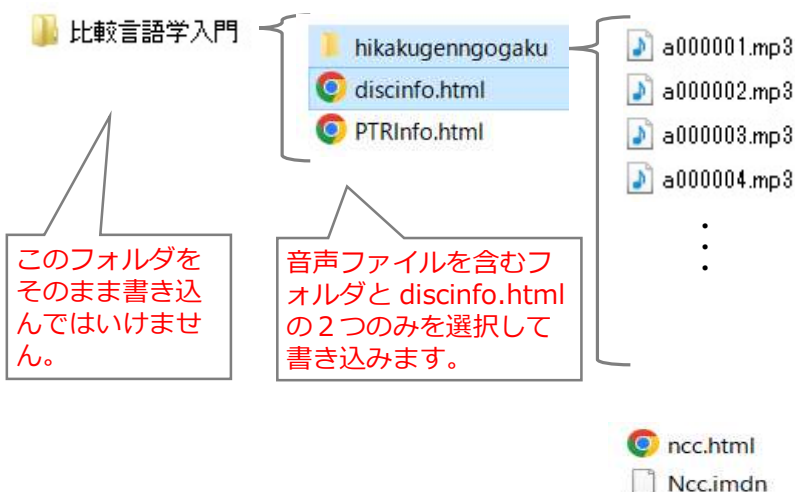 比較言語学入門
hikakugenngogaku
discinfo.html
PTRInfo.html
a000001.mp3
a000002.mp3
a000003.mp3
a000004.mp3
・
・
・
このフォルダを
そのまま書き込
んではいけませ
ん。
音声ファイルを含むフ
ォルダと discinfo.html
の２つのみを選択して
書き込みます。
ncc.html
Ncc.imdn